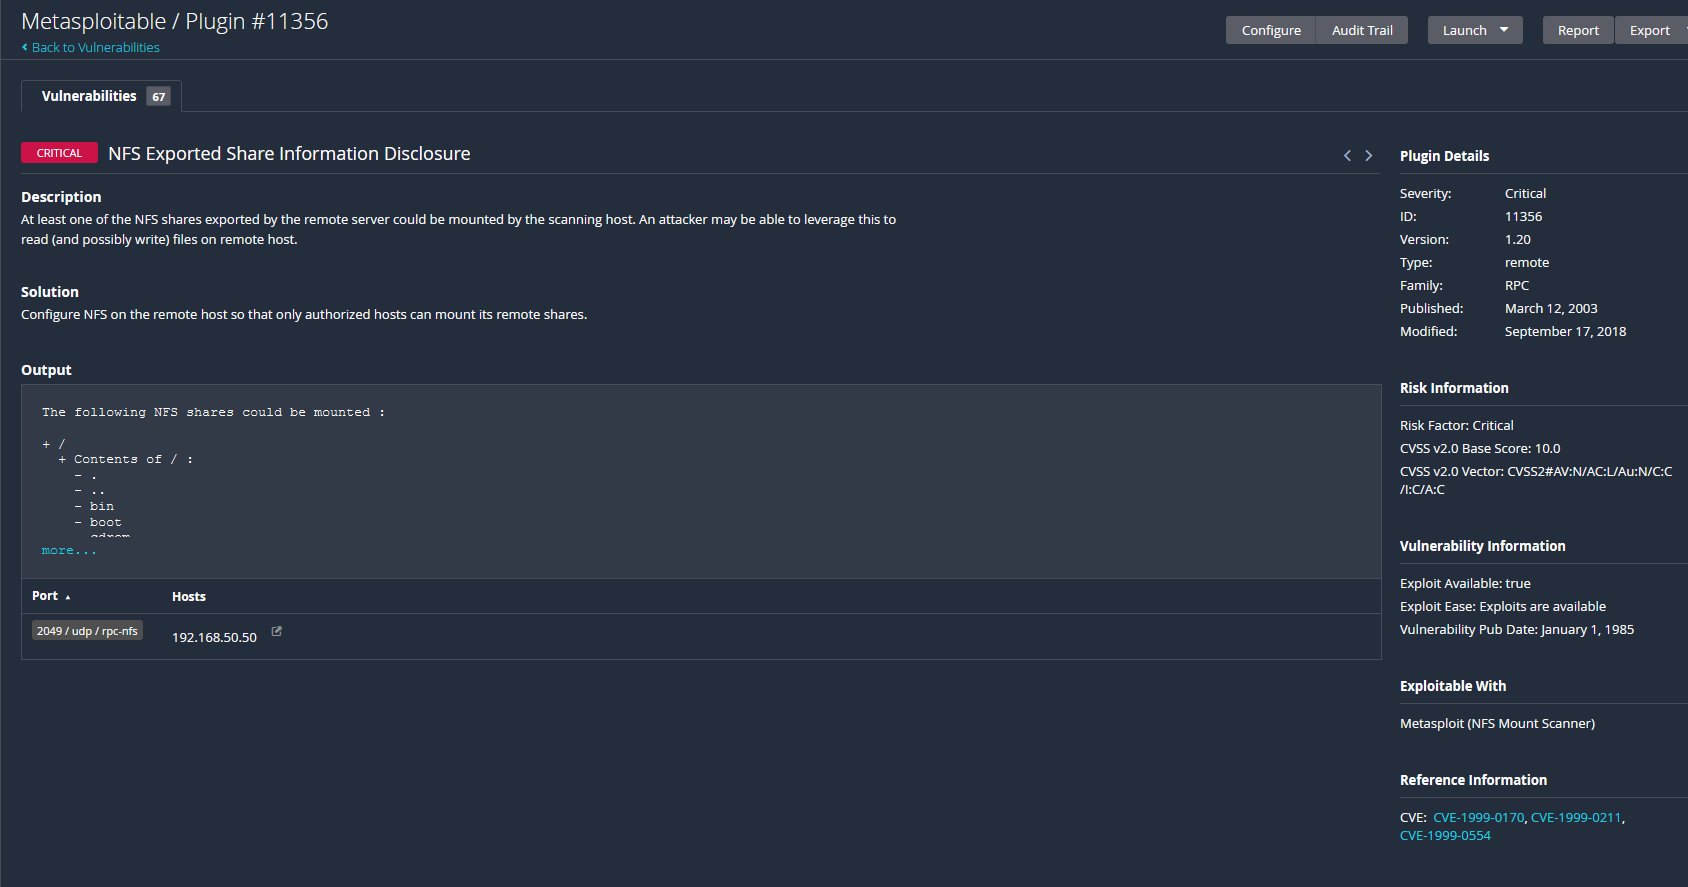 Metasploitable / Plugin #11356
Back to Vulnerabilities
Configure Audit Trail Launch Report Export
Vulnerabilities 67
CRITICAL NFS Exported Share Information Disclosure
Description
At least one of the NFS shares exported by the remote server could be mounted by the scanning host. An attacker may be able to leverage this to
read (and possibly write) files on remote host.
Solution
Configure NFS on the remote host so that only authorized hosts can mount its remote shares.
Output
The following NFS shares could be mounted :
+ /
+ Contents of / :
- .
- ..
- bin
- boot
cdrom
more...
Port Hosts
2049 / udp / rpc-nfs 192.168.50.50
Plugin Details
Severity: Critical
ID: 11356
Version: 1.20
Type: remote
Family: RPC
Published: March 12, 2003
Modified: September 17, 2018
Risk Information
Risk Factor: Critical
CVSS v2.0 Base Score: 10.0
CVSS v2.0 Vector: CVSS2#AV:N/AC:L/Au:N/C:C
/I:C/A:C
Vulnerability Information
Exploit Available: true
Exploit Ease: Exploits are available
Vulnerability Pub Date: January 1, 1985
Exploitable With
Metasploit (NFS Mount Scanner)
Reference Information
CVE: CVE-1999-0170, CVE-1999-0211,
CVE-1999-0554